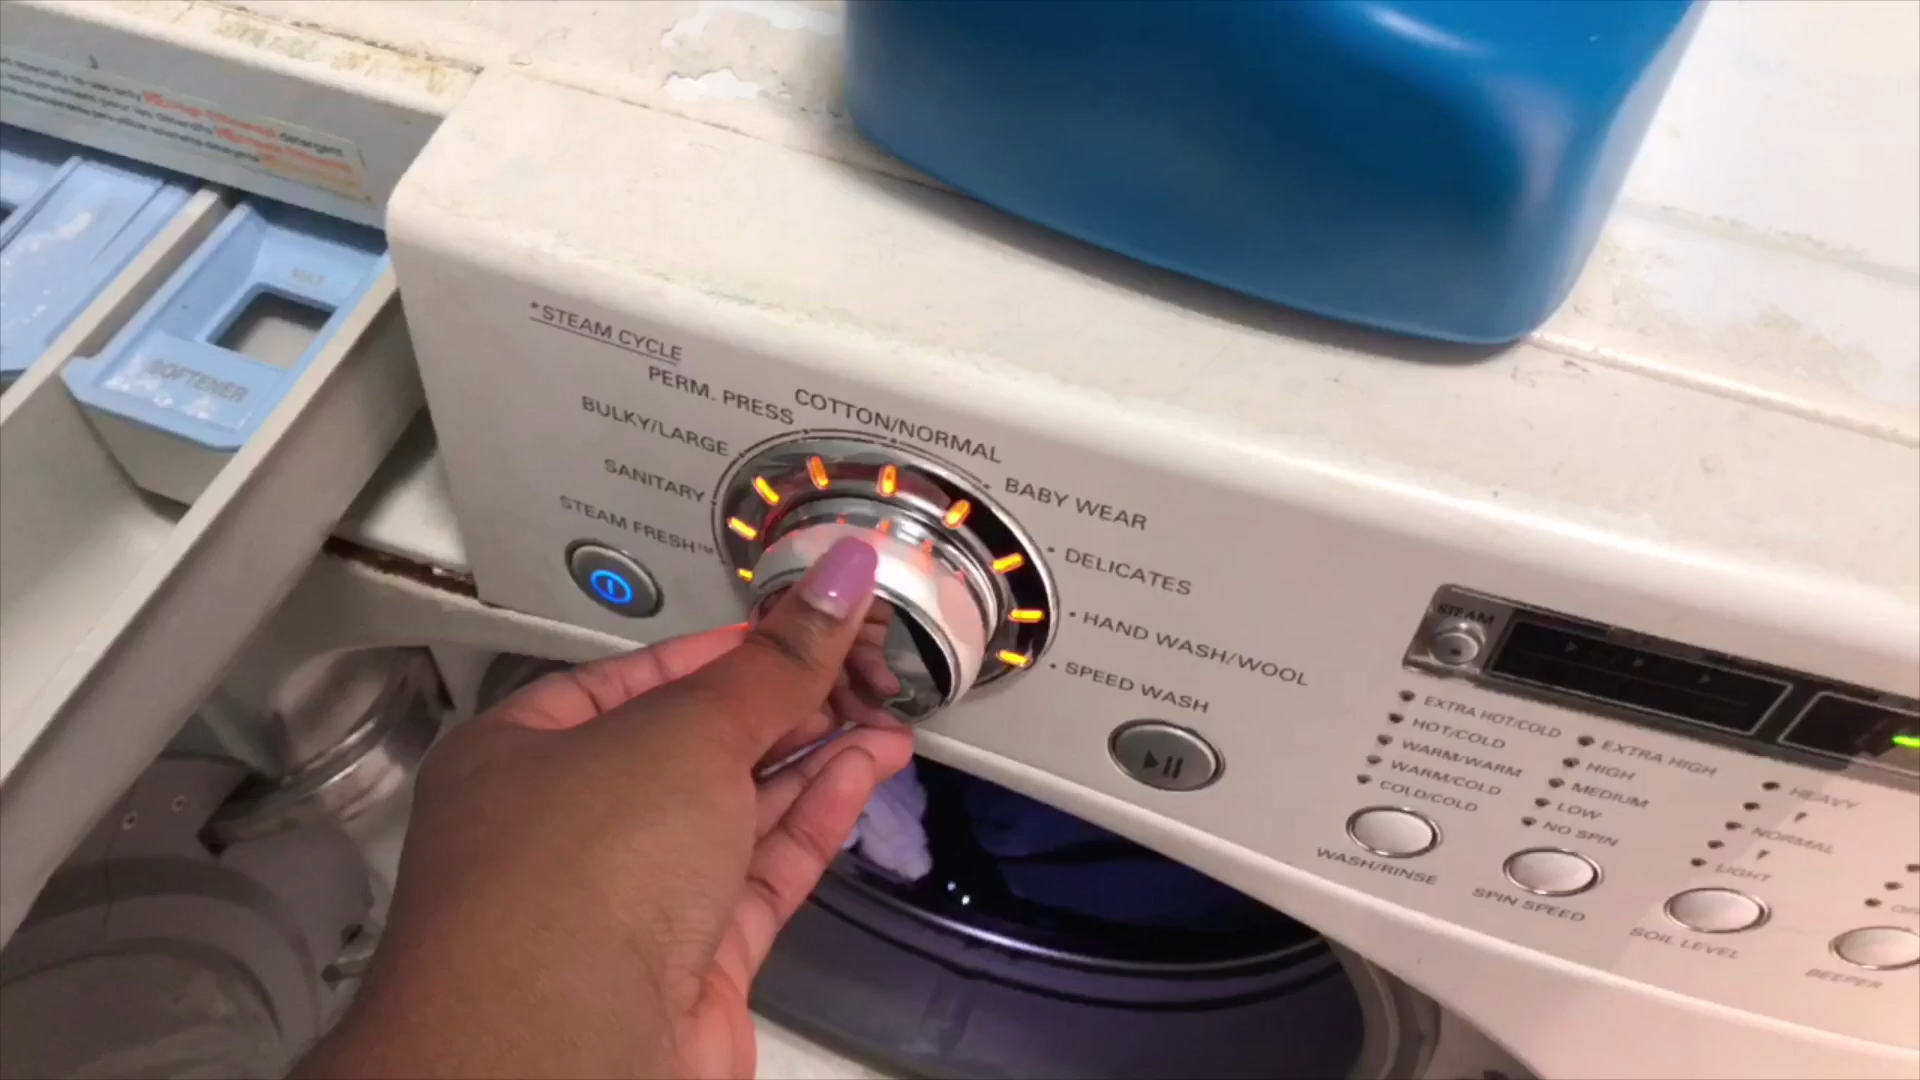 detergent
MAX
SOFTENER
*STEAM CYCLE
PERM. PRESS
COTTON/NORMAL
BULKY/LARGE
BABY WEAR
SANITARY
DELICATES
STEAM FRESH™
HAND WASH/WOOL
SPEED WASH
STEAM
EXTRA HOT/COLD
HOT/COLD
WARM/WARM
WARM/COLD
COLD/COLD
WASH/RINSE
EXTRA HIGH
HIGH
MEDIUM
LOW
NO SPIN
SPIN SPEED
HEAVY
NORMAL
LIGHT
SOIL LEVEL
BEEPER